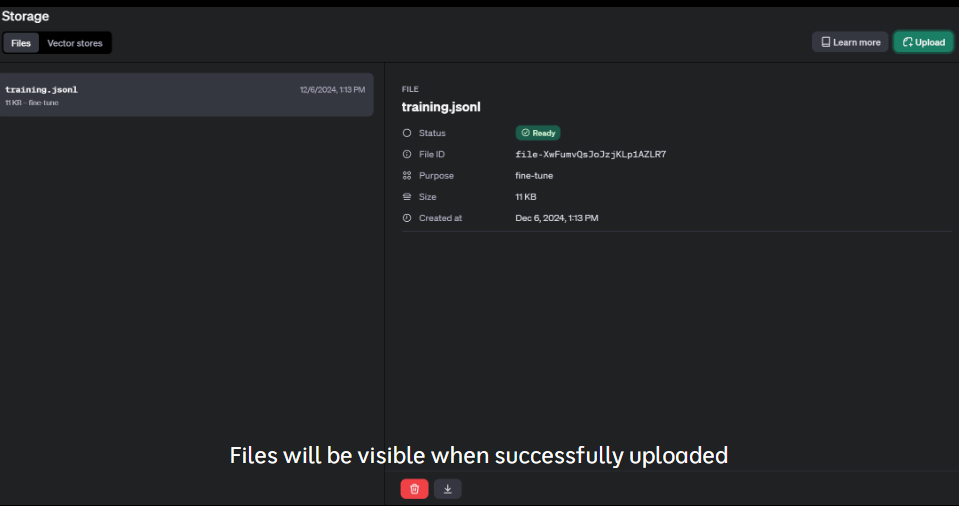 Storage
Files Vector stores
Learn more Upload
training.jsonl 12/6/2024, 1:13 PM
11 KB · fine-tune
FILE
training.jsonl
Status Ready
File ID file-XwFumvQsJoJzjKLp1AZLR7
Purpose fine-tune
Size 11 KB
Created at Dec 6, 2024, 1:13 PM
Files will be visible when successfully uploaded